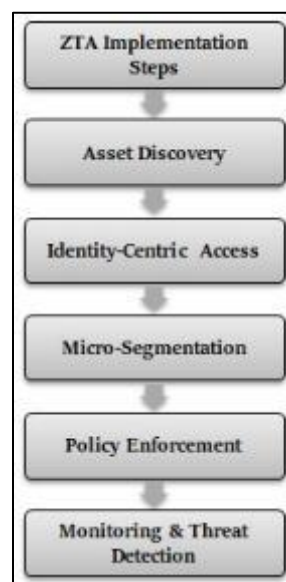 ZTA Implementation
Steps
Asset Discovery
Identity-Centric Access
Micro-Segmentation
Policy Enforcement
Monitoring & Threat
Detection